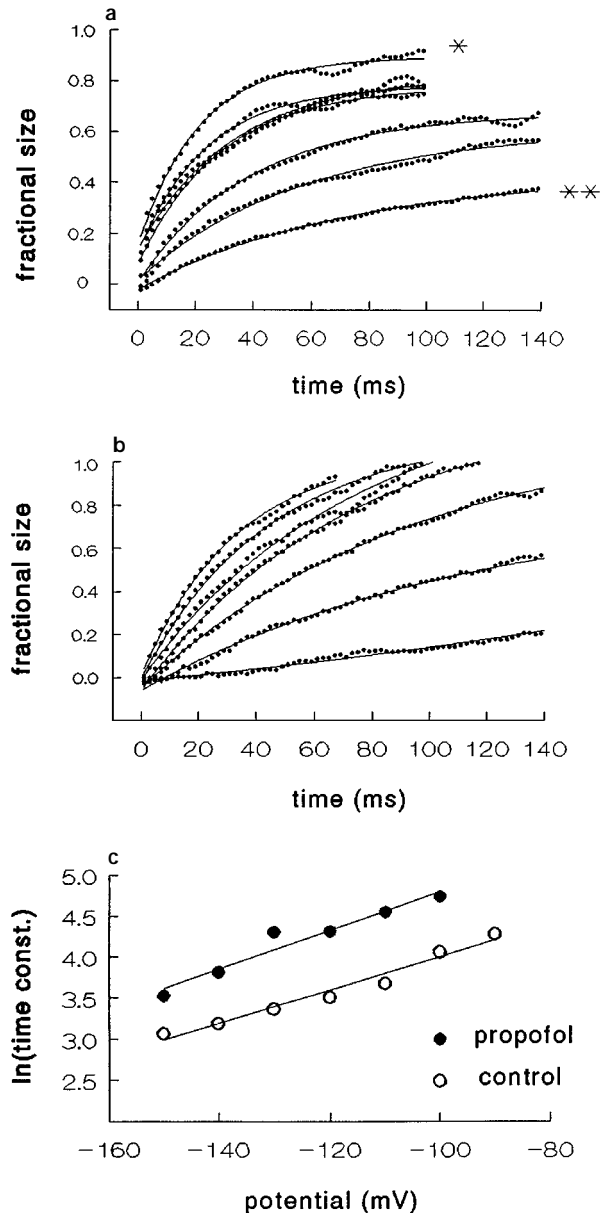 a
1.0
0.8
0.6
0.4
0.2
0
fractional size
0 20 40 60 80 100 120 140
time (ms)
b
1.0
0.8
0.6
0.4
0.2
0.0
fractional size
0 20 40 60 80 100 120 140
time (ms)
c
5.0
4.5
4.0
3.5
3.0
2.5
ln(time const.)
propofol
control
−160 −140 −120 −100 −80
potential (mV)